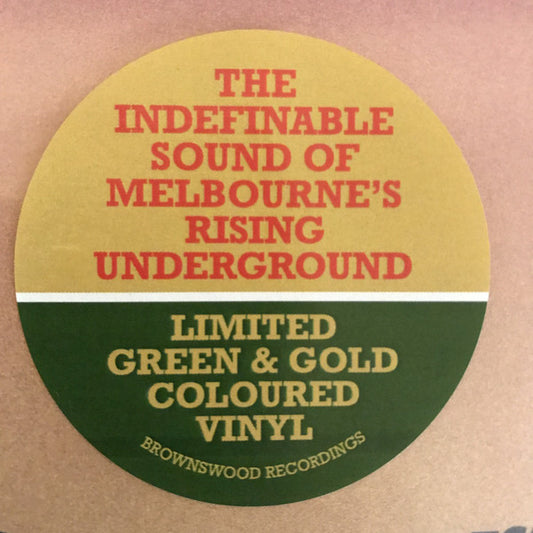 THE
INDEFINABLE
SOUND OF
MELBOURNE'S
RISING
UNDERGROUND
LIMITED
GREEN & GOLD
COLOURED
VINYL
BROWNSWOOD RECORDINGS